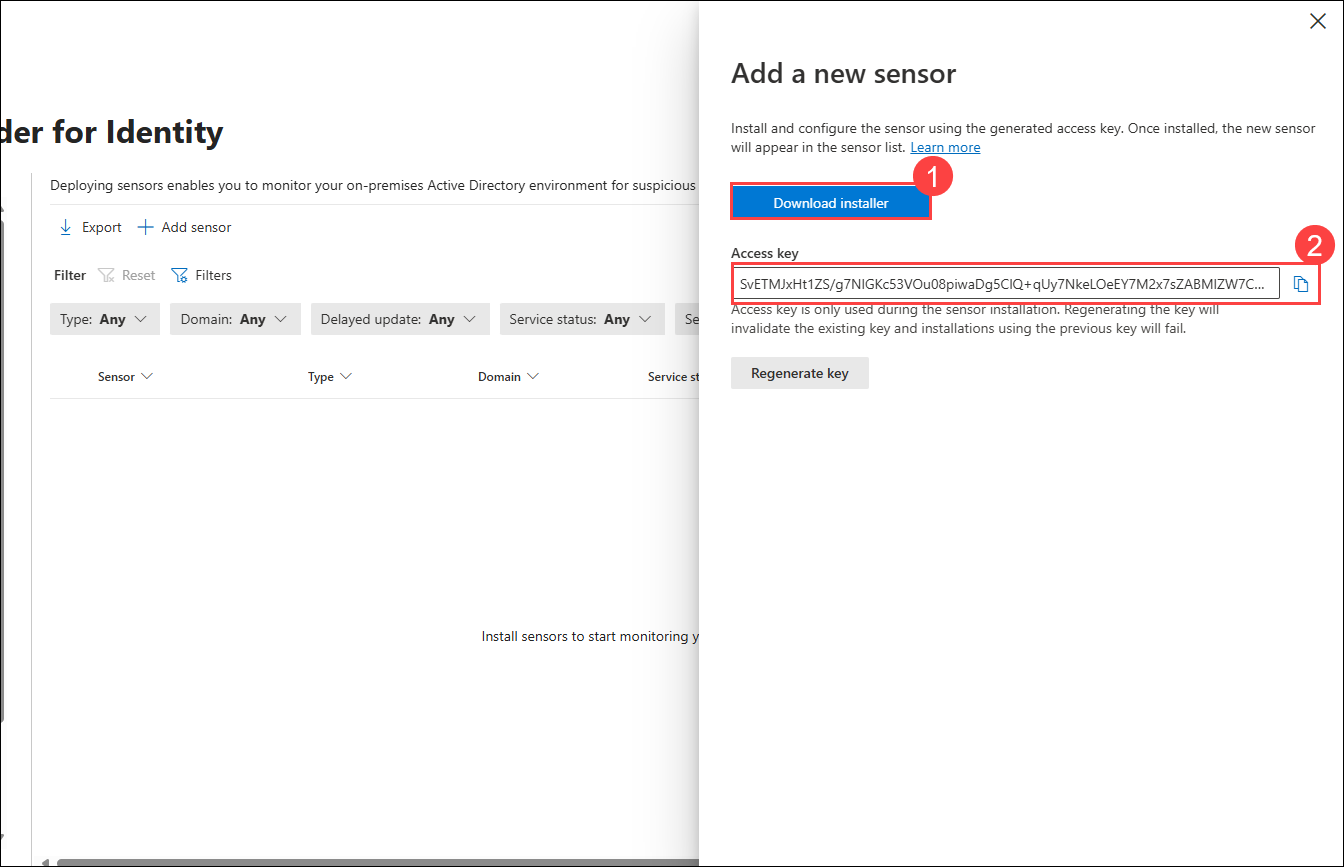 der for Identity
Deploying sensors enables you to monitor your on-premises Active Directory environment for suspicious
Export
Add sensor
Filter
Reset
Filters
Type: Any
Domain: Any
Delayed update: Any
Service status: Any
Se
Sensor
Type
Domain
Service st
Install sensors to start monitoring y
Add a new sensor
Install and configure the sensor using the generated access key. Once installed, the new sensor
will appear in the sensor list. Learn more
1
Download installer
2
Access key
SvETMJxHt1ZS/g7NIGKc53VOu08piwaDg5ClQ+qUy7NkeLOeEY7M2x7sZABMIZW7C...
Access key is only used during the sensor installation. Regenerating the key will
invalidate the existing key and installations using the previous key will fail.
Regenerate key